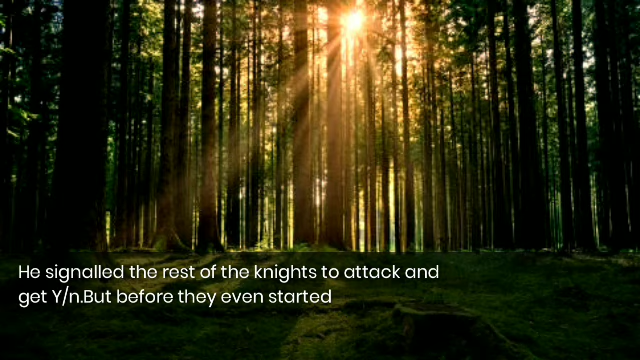 He signalled the rest of the knights to attack and
get Y/n.But before they even started